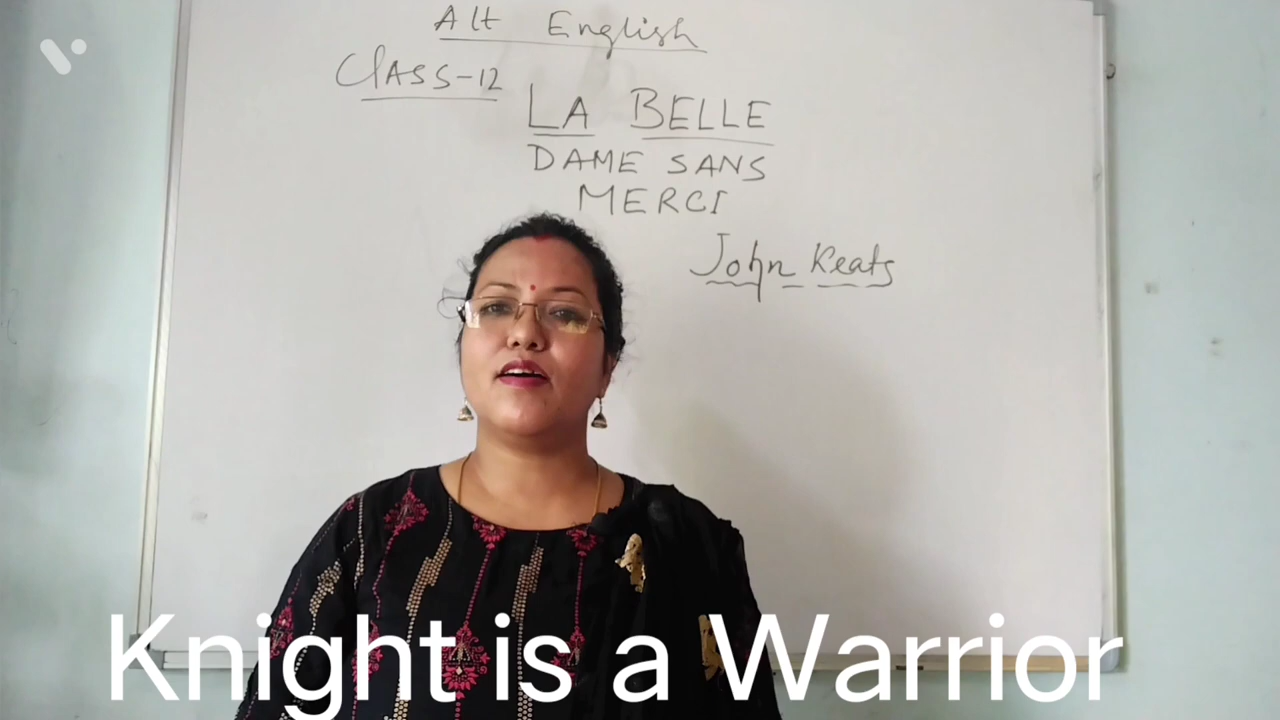 Alt English
CLASS-12
LA BELLE
DAME SANS
MERCI
John Keats
Knight is a Warrior